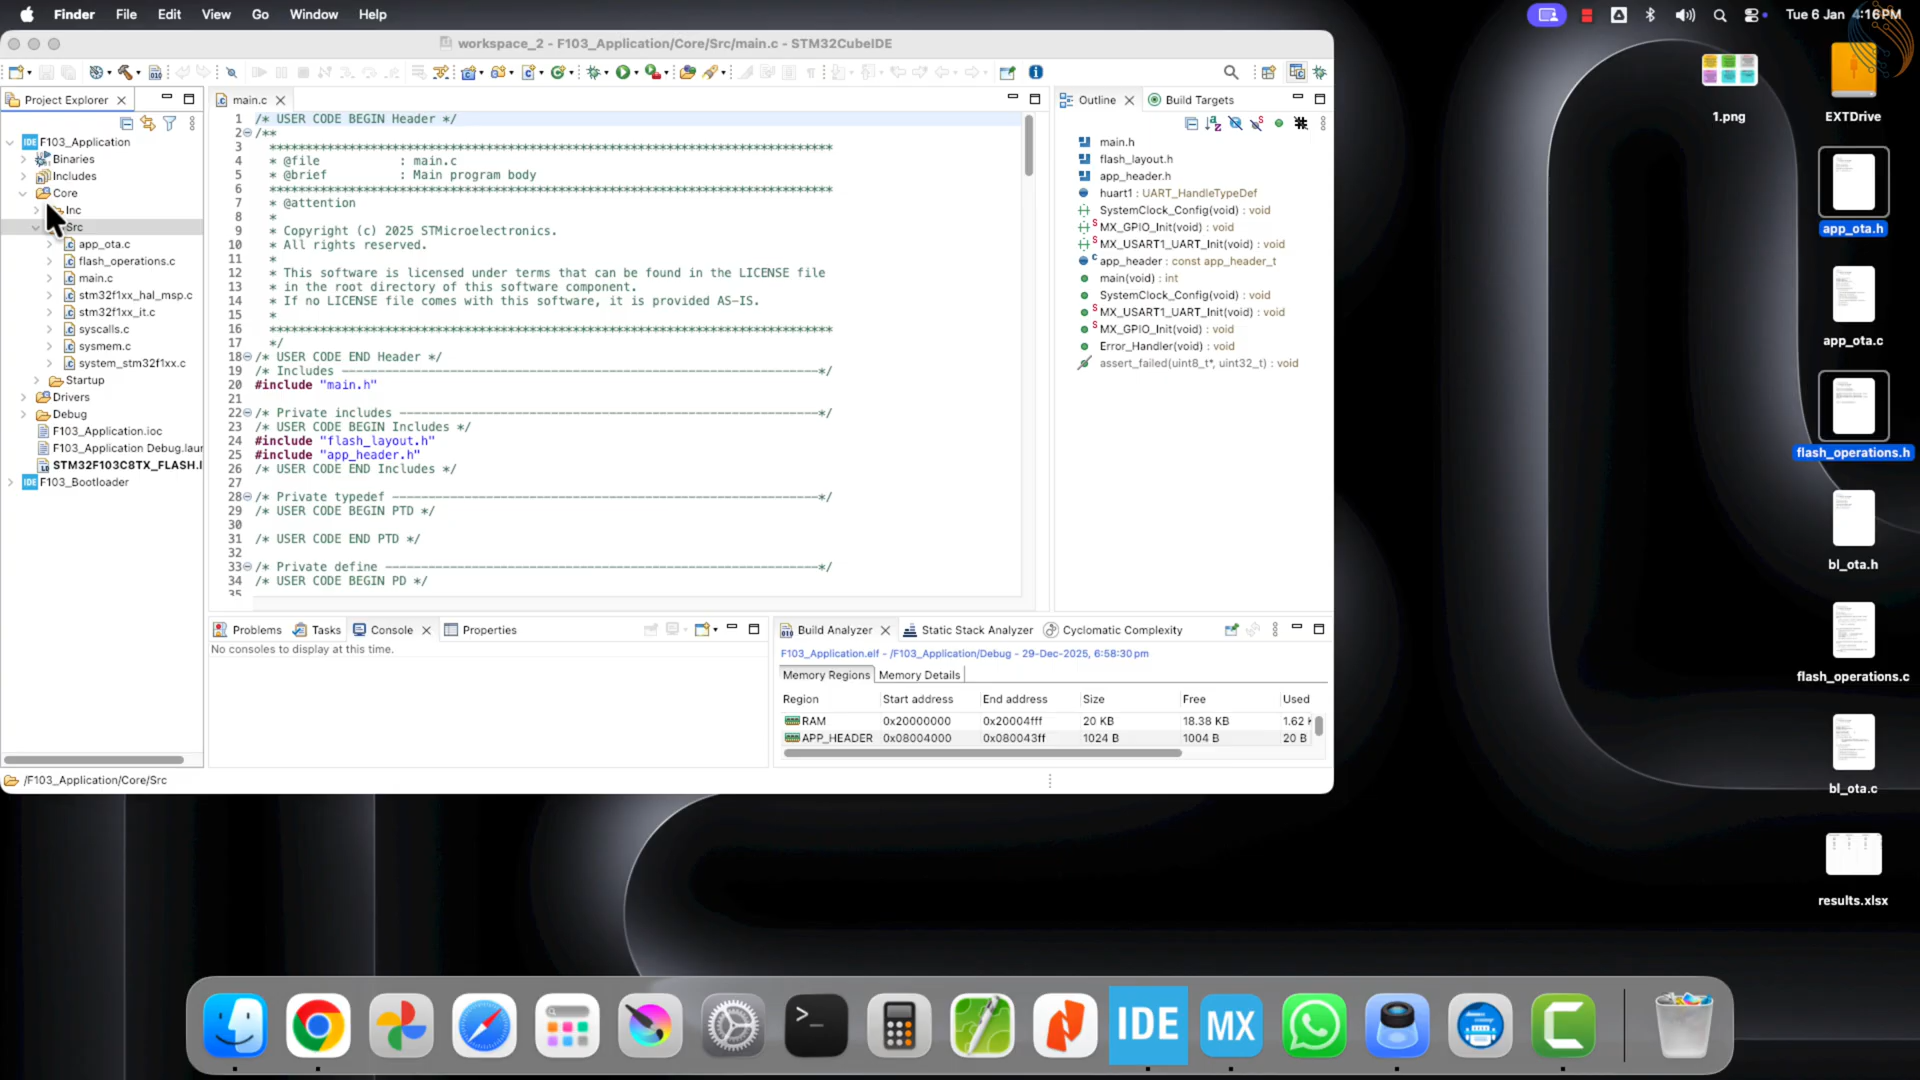 Finder File Edit View Go Window Help
Tue 6 Jan 4:16PM
workspace_2 - F103_Application/Core/Src/main.c - STM32CubeIDE
Project Explorer
F103_Application
Binaries
Includes
Core
Inc
Src
app_ota.c
flash_operations.c
main.c
stm32f1xx_hal_msp.c
stm32f1xx_it.c
syscalls.c
sysmem.c
system_stm32f1xx.c
Startup
Drivers
Debug
F103_Application.ioc
F103_Application Debug.laun
STM32F103C8TX_FLASH.l
F103_Bootloader
main.c
1 /* USER CODE BEGIN Header */
2 /**
3 ******************************************************************************
4 * @file : main.c
5 * @brief : Main program body
6 ******************************************************************************
7 * @attention
8 *
9 * Copyright (c) 2025 STMicroelectronics.
10 * All rights reserved.
11 *
12 * This software is licensed under terms that can be found in the LICENSE file
13 * in the root directory of this software component.
14 * If no LICENSE file comes with this software, it is provided AS-IS.
15 *
16 ******************************************************************************
17 */
18 /* USER CODE END Header */
19 /* Includes ------------------------------------------------------------------*/
20 #include "main.h"
21
22 /* Private includes ----------------------------------------------------------*/
23 /* USER CODE BEGIN Includes */
24 #include "flash_layout.h"
25 #include "app_header.h"
26 /* USER CODE END Includes */
27
28 /* Private typedef -----------------------------------------------------------*/
29 /* USER CODE BEGIN PTD */
30
31 /* USER CODE END PTD */
32
33 /* Private define ------------------------------------------------------------*/
34 /* USER CODE BEGIN PD */
35
Outline Build Targets
main.h
flash_layout.h
app_header.h
huart1 : UART_HandleTypeDef
SystemClock_Config(void) : void
MX_GPIO_Init(void) : void
MX_USART1_UART_Init(void) : void
app_header : const app_header_t
main(void) : int
SystemClock_Config(void) : void
MX_USART1_UART_Init(void) : void
MX_GPIO_Init(void) : void
Error_Handler(void) : void
assert_failed(uint8_t*, uint32_t) : void
Problems Tasks Console Properties
No consoles to display at this time.
Build Analyzer Static Stack Analyzer Cyclomatic Complexity
F103_Application.elf - /F103_Application/Debug - 29-Dec-2025, 6:58:30 pm
Memory Regions Memory Details
Region Start address End address Size Free Used
RAM 0x20000000 0x20004fff 20 KB 18.38 KB 1.62 K
APP_HEADER 0x08004000 0x080043ff 1024 B 1004 B 20 B
/F103_Application/Core/Src
1.png
EXTDrive
app_ota.h
app_ota.c
flash_operations.h
bl_ota.h
flash_operations.c
bl_ota.c
results.xlsx
IDE
MX